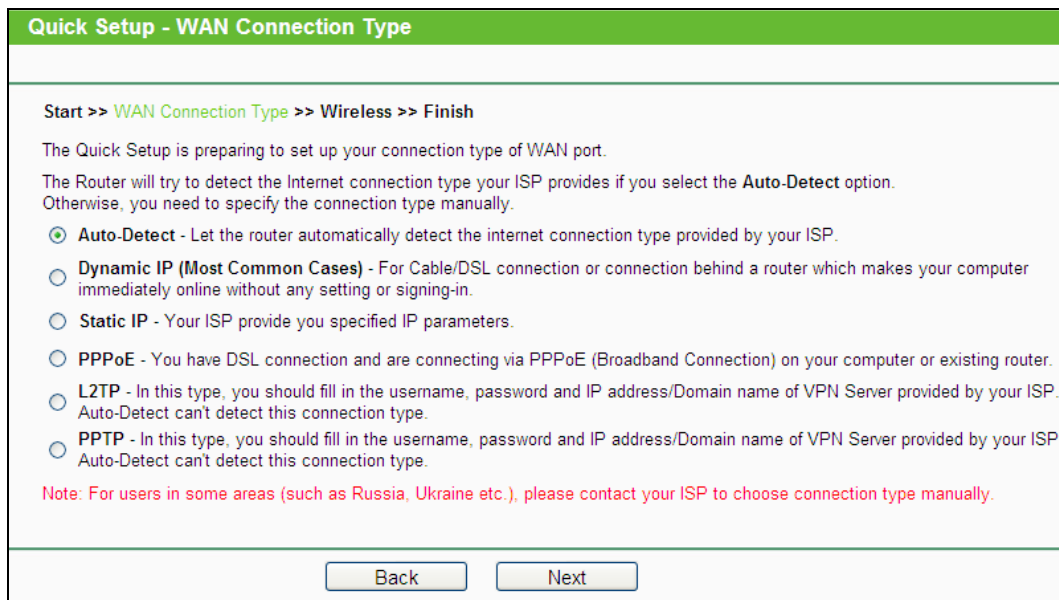 Quick Setup - WAN Connection Type
Start >> WAN Connection Type >> Wireless >> Finish
The Quick Setup is preparing to set up your connection type of WAN port.
The Router will try to detect the Internet connection type your ISP provides if you select the Auto-Detect option.
Otherwise, you need to specify the connection type manually.
Auto-Detect - Let the router automatically detect the internet connection type provided by your ISP.
Dynamic IP (Most Common Cases) - For Cable/DSL connection or connection behind a router which makes your computer
immediately online without any setting or signing-in.
Static IP - Your ISP provide you specified IP parameters.
PPPoE - You have DSL connection and are connecting via PPPoE (Broadband Connection) on your computer or existing router.
L2TP - In this type, you should fill in the username, password and IP address/Domain name of VPN Server provided by your ISP.
Auto-Detect can't detect this connection type.
PPTP - In this type, you should fill in the username, password and IP address/Domain name of VPN Server provided by your ISP
Auto-Detect can't detect this connection type.
Note: For users in some areas (such as Russia, Ukraine etc.), please contact your ISP to choose connection type manually.
Back
Next